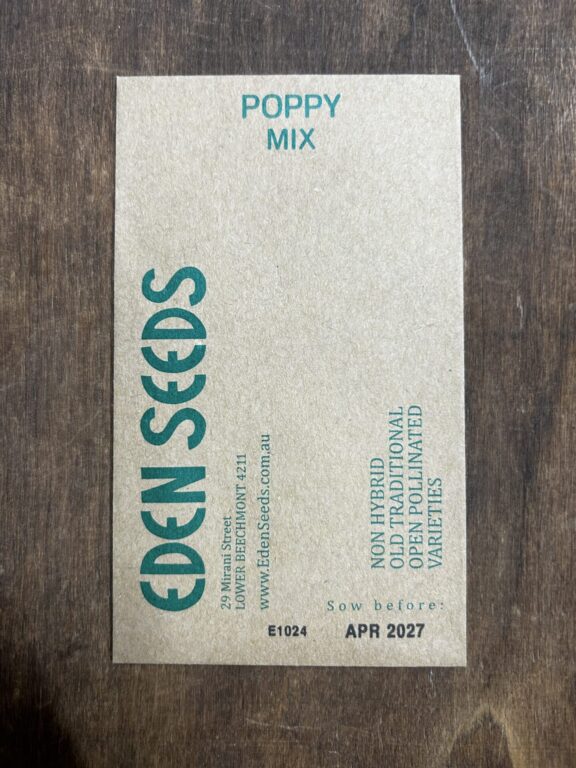 POPPY
MIX
EDEN SEEDS
29 Mirani Street
LOWER BEECHMONT 4211
www.EdenSeeds.com.au
NON HYBRID
OLD TRADITIONAL
OPEN POLLINATED
VARIETIES
Sow before:
E1024
APR 2027